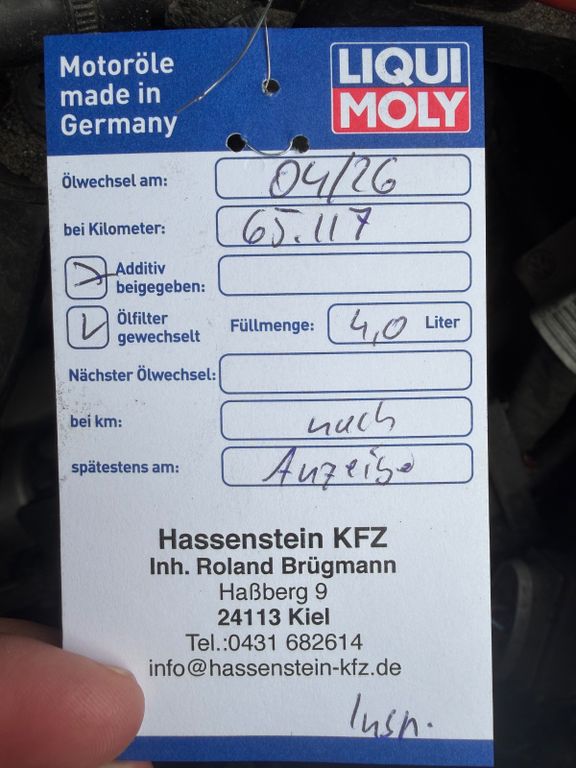 Motoröle
made in
Germany
LIQUI
MOLY
Ölwechsel am: 04/26
bei Kilometer: 65.117
Additiv
beigegeben:
Ölfilter
gewechselt
Füllmenge: 4,0 Liter
Nächster Ölwechsel:
bei km: nach
spätestens am: Anzeige
Hassenstein KFZ
Inh. Roland Brügmann
Haßberg 9
24113 Kiel
Tel.:0431 682614
info@hassenstein-kfz.de
Insp.